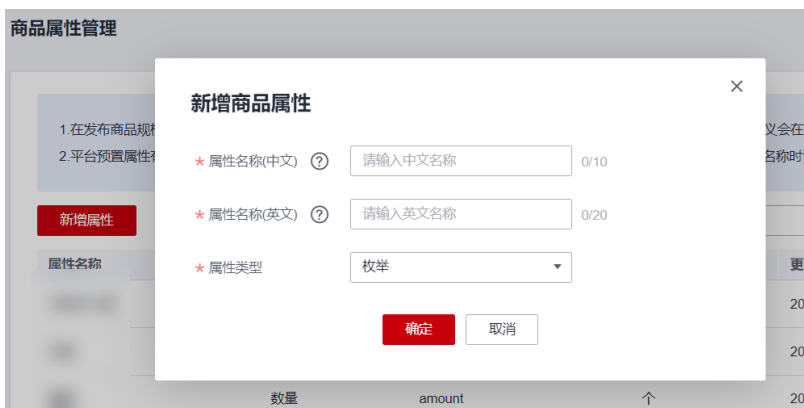 商品属性管理
新增商品属性
1.在发布商品规
义会在
2.平台预置属性
名称时
* 属性名称(中文) ? 请输入中文名称 0/10
* 属性名称(英文) ? 请输入英文名称 0/20
新增属性
* 属性类型 枚举
属性名称
更
20
确定 取消
20
数量 amount 个 20